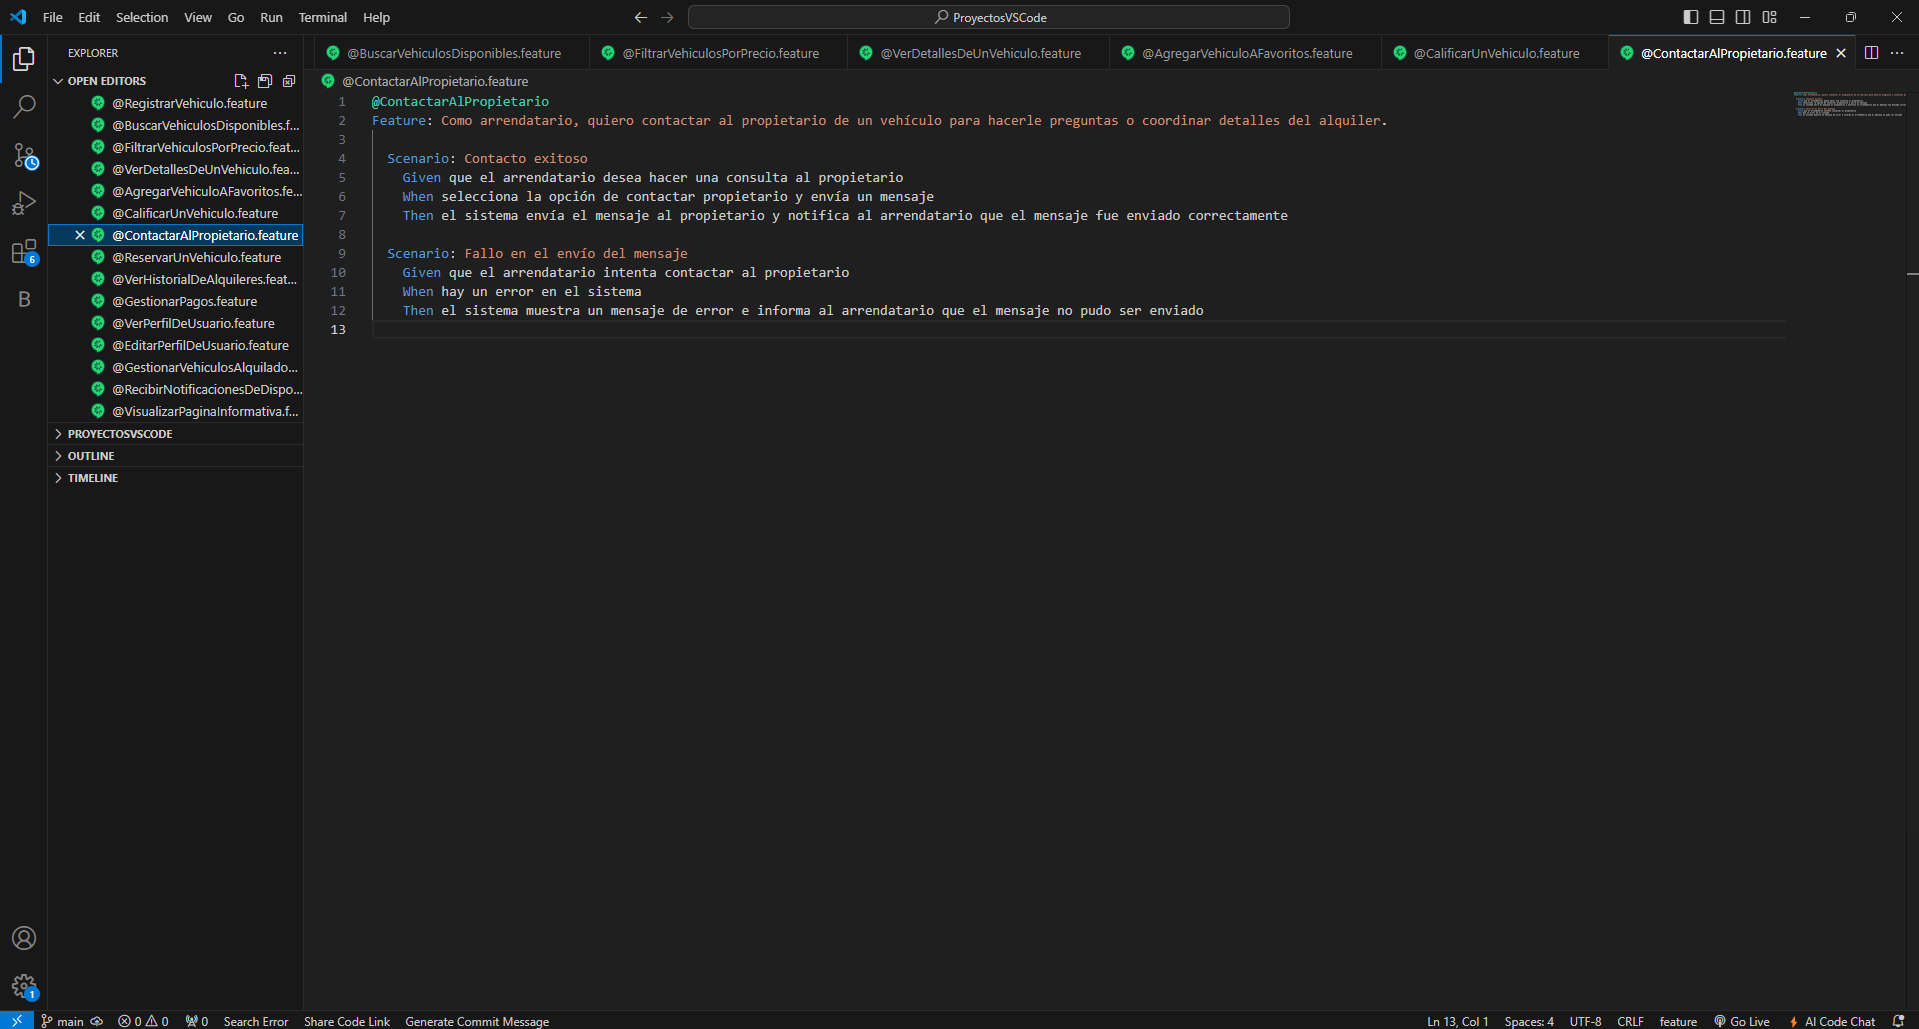 File Edit Selection View Go Run Terminal Help
ProyectosVSCode
EXPLORER
OPEN EDITORS
@RegistrarVehiculo.feature
@BuscarVehiculosDisponibles.f...
@FiltrarVehiculosPorPrecio.feat...
@VerDetallesDeUnVehiculo.fea...
@AgregarVehiculoAFavoritos.fe...
@CalificarUnVehiculo.feature
@ContactarAlPropietario.feature
@ReservarUnVehiculo.feature
@VerHistorialDeAlquileres.feat...
@GestionarPagos.feature
@VerPerfilDeUsuario.feature
@EditarPerfilDeUsuario.feature
@GestionarVehiculosAlquilado...
@RecibirNotificacionesDeDispo...
@VisualizarPaginaInformativa.f...
PROYECTOSVSCODE
OUTLINE
TIMELINE
6
B
1
@BuscarVehiculosDisponibles.feature @FiltrarVehiculosPorPrecio.feature @VerDetallesDeUnVehiculo.feature @AgregarVehiculoAFavoritos.feature @CalificarUnVehiculo.feature @ContactarAlPropietario.feature
@ContactarAlPropietario.feature
1 @ContactarAlPropietario
2 Feature: Como arrendatario, quiero contactar al propietario de un vehículo para hacerle preguntas o coordinar detalles del alquiler.
3
4 Scenario: Contacto exitoso
5 Given que el arrendatario desea hacer una consulta al propietario
6 When selecciona la opción de contactar propietario y envía un mensaje
7 Then el sistema envía el mensaje al propietario y notifica al arrendatario que el mensaje fue enviado correctamente
8
9 Scenario: Fallo en el envío del mensaje
10 Given que el arrendatario intenta contactar al propietario
11 When hay un error en el sistema
12 Then el sistema muestra un mensaje de error e informa al arrendatario que el mensaje no pudo ser enviado
13
main 0 0 0 Search Error Share Code Link Generate Commit Message Ln 13, Col 1 Spaces: 4 UTF-8 CRLF feature Go Live AI Code Chat